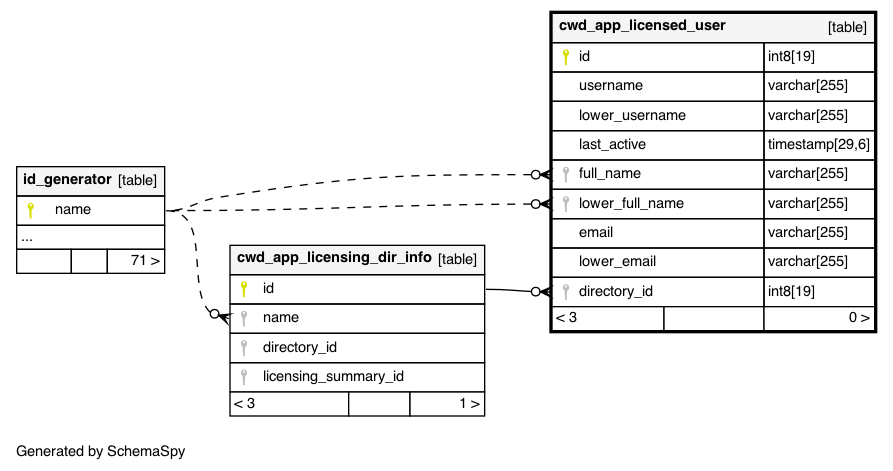 cwd_app_licensed_user [table]
id int8[19]
username varchar[255]
lower_username varchar[255]
last_active timestamp[29,6]
full_name varchar[255]
lower_full_name varchar[255]
email varchar[255]
lower_email varchar[255]
directory_id int8[19]
< 3 0 >
id_generator [table]
name
...
71 >
cwd_app_licensing_dir_info [table]
id
name
directory_id
licensing_summary_id
< 3 1 >
Generated by SchemaSpy